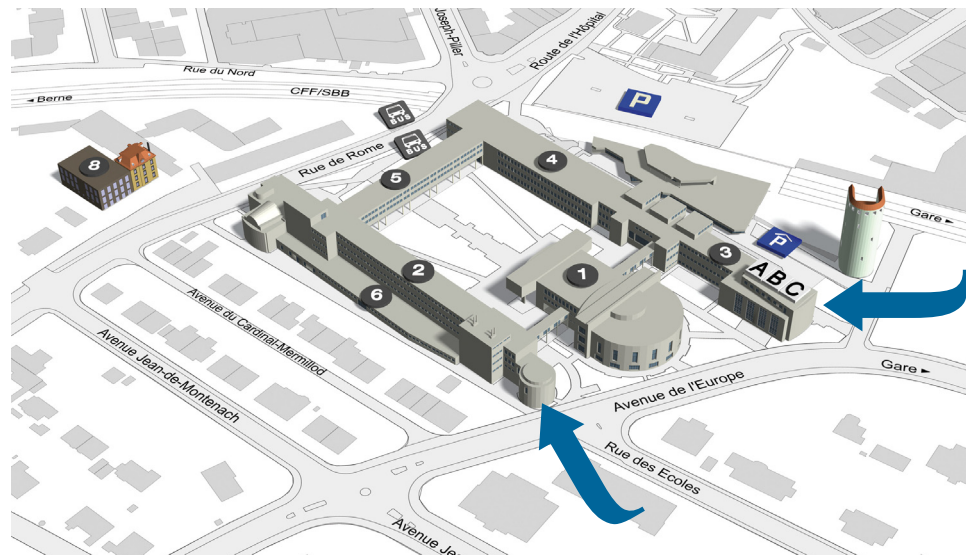 Joseph-Piller
Route de l'Hôpital
Rue du Nord
CFF/SBB
◄ Berne
P
BUS
BUS
Rue de Rome
8
4
5
Gare ►
P
3
ABC
1
2
6
Avenue du Cardinal-Mermillod
Avenue Jean-de-Montenach
Gare ►
Avenue de l'Europe
Rue des Ecoles
Avenue Je